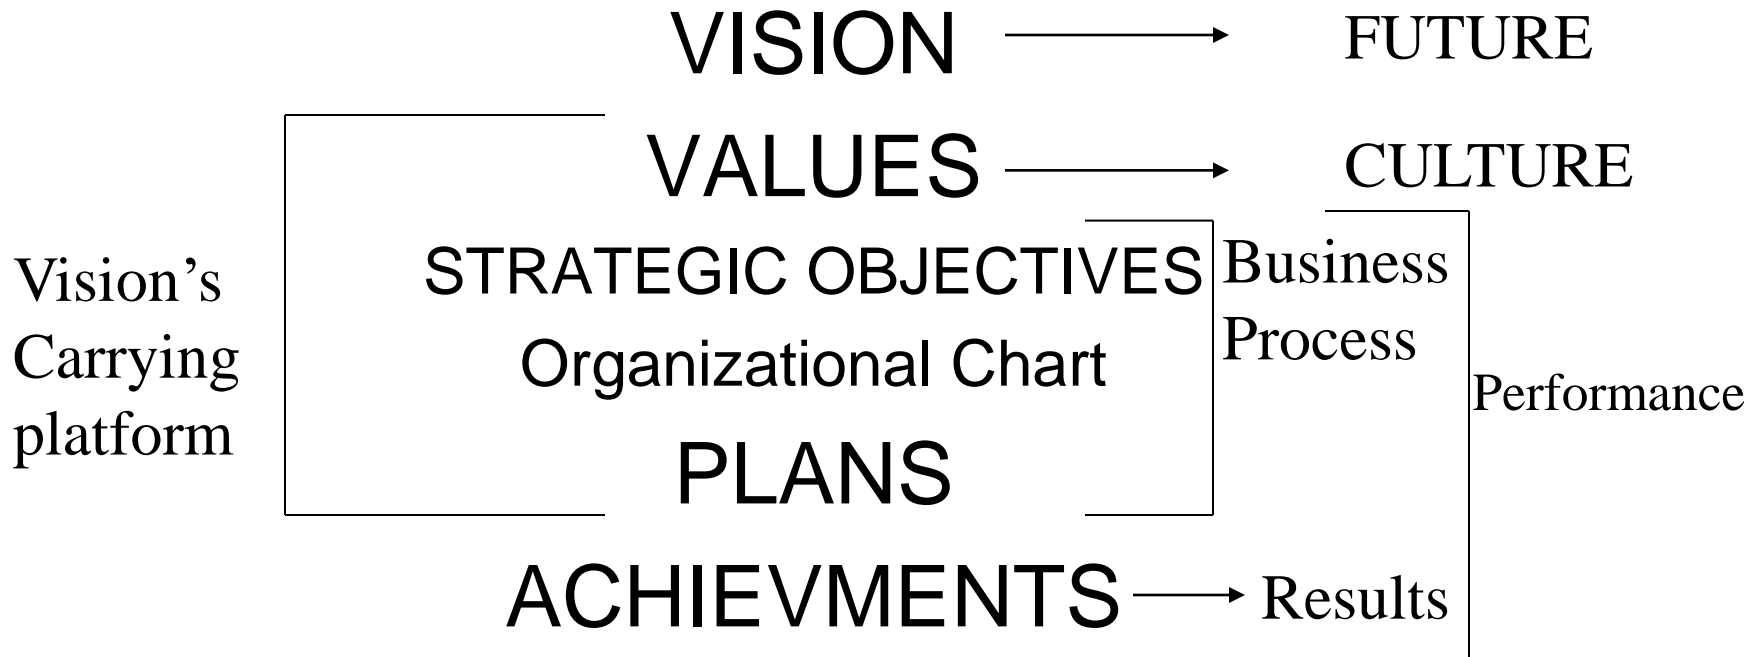 VISION
FUTURE
VALUES
CULTURE
Vision’s
Carrying
platform
STRATEGIC OBJECTIVES
Organizational Chart
PLANS
Business
Process
Performance
ACHIEVMENTS
Results